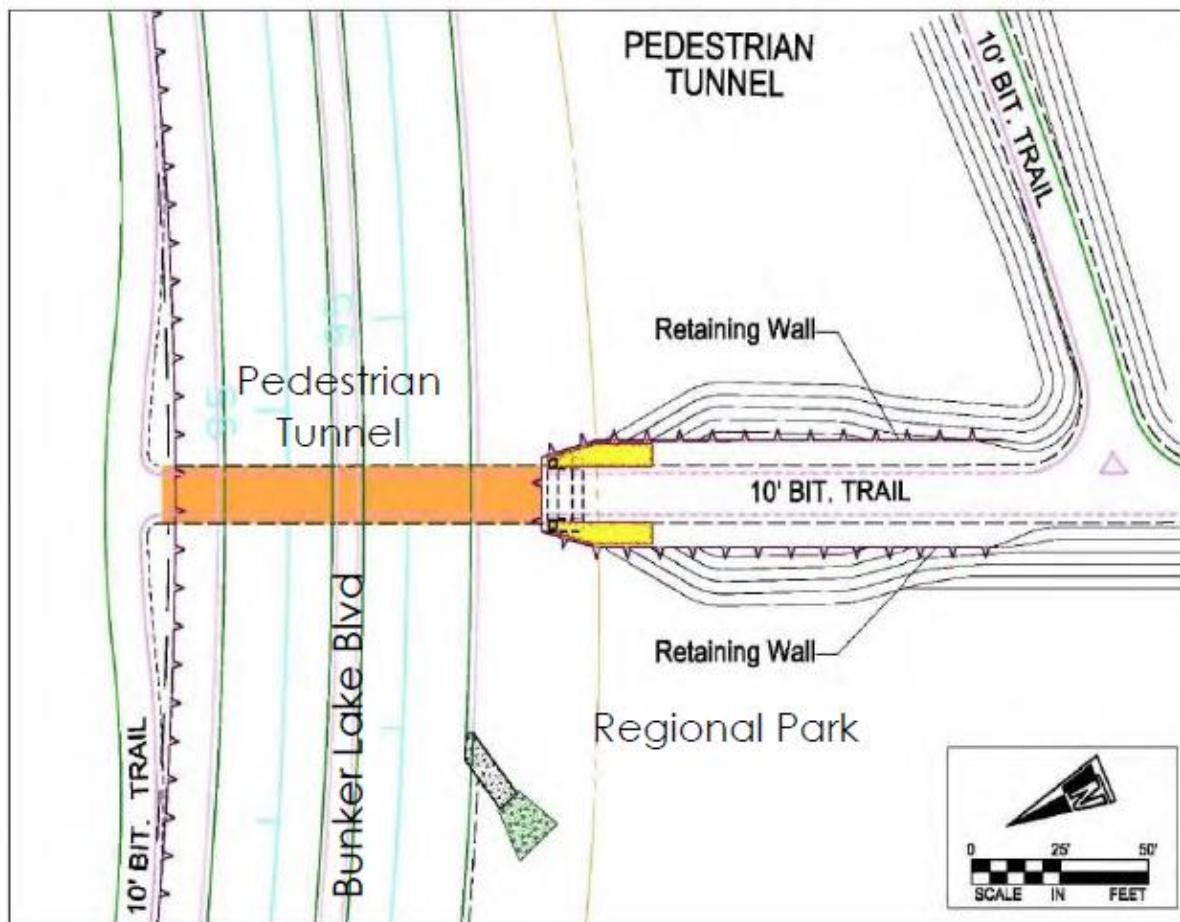 PEDESTRIAN
TUNNEL
10' BIT. TRAIL
95
95
Retaining Wall
Pedestrian
Tunnel
10' BIT. TRAIL
Retaining Wall
Bunker Lake Blvd
Regional Park
10' BIT. TRAIL
N
0 25' 50'
SCALE IN FEET